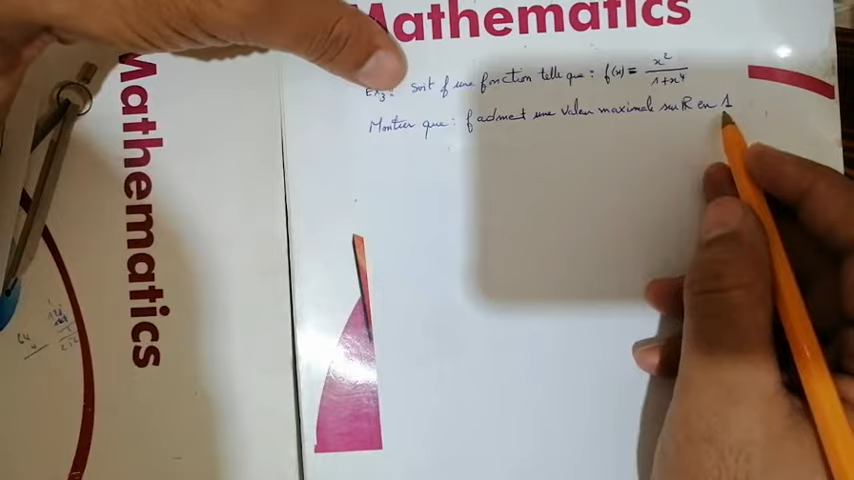 Mathematics
Ex3: Soit f une fonction telle que : f(x) = x² / 1+x⁴
Montrer que : f admet une valeur maximale sur R en 1
Mathematics